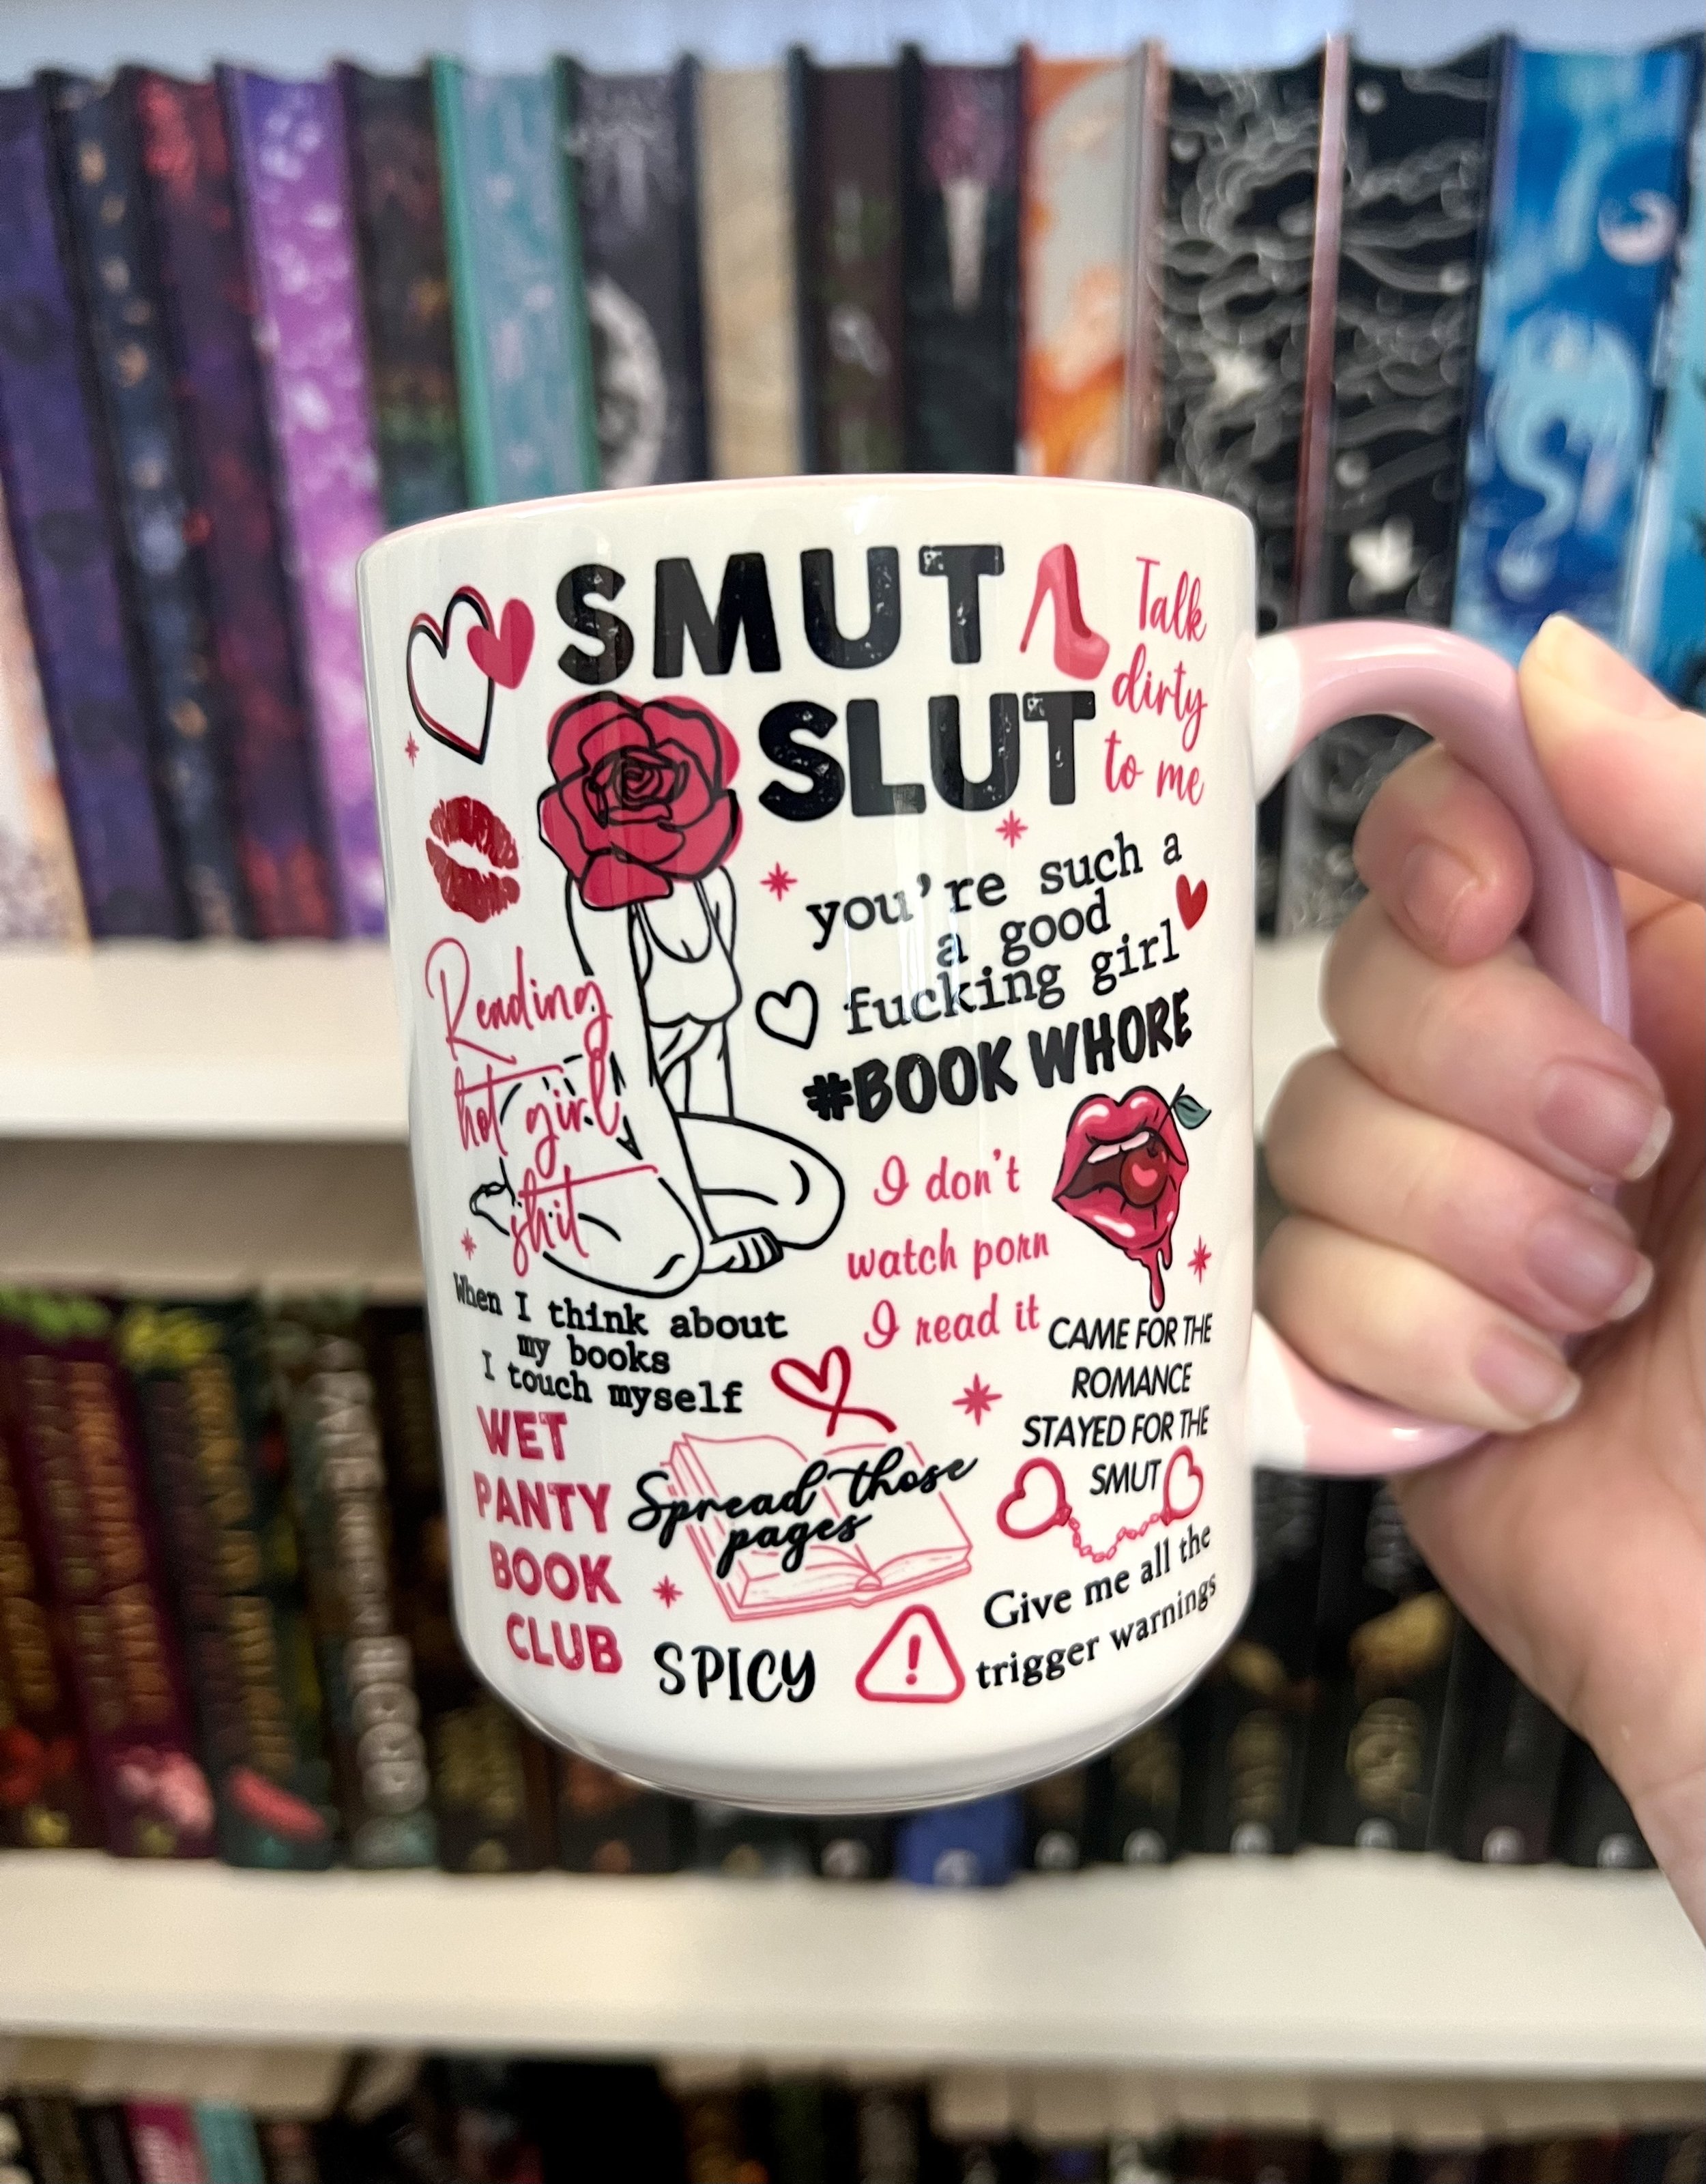 SMUT
SLUT
Talk
dirty
to me
you're such a
a good
fucking girl
#BOOK WHORE
Reading
hot girl
shit
I don't
watch porn
I read it
When I think about
my books
I touch myself
CAME FOR THE
ROMANCE
STAYED FOR THE
SMUT
WET
PANTY
BOOK
CLUB
Spread those
pages
Give me all the
trigger warnings
SPICY
!